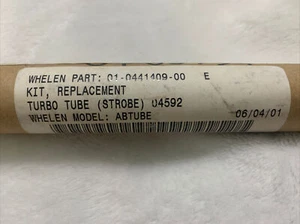 WHELEN PART: 01-0441409-00 E
KIT, REPLACEMENT
TURBO TUBE (STROBE) 04592
WHELEN MODEL: ABTUBE 06/04/01